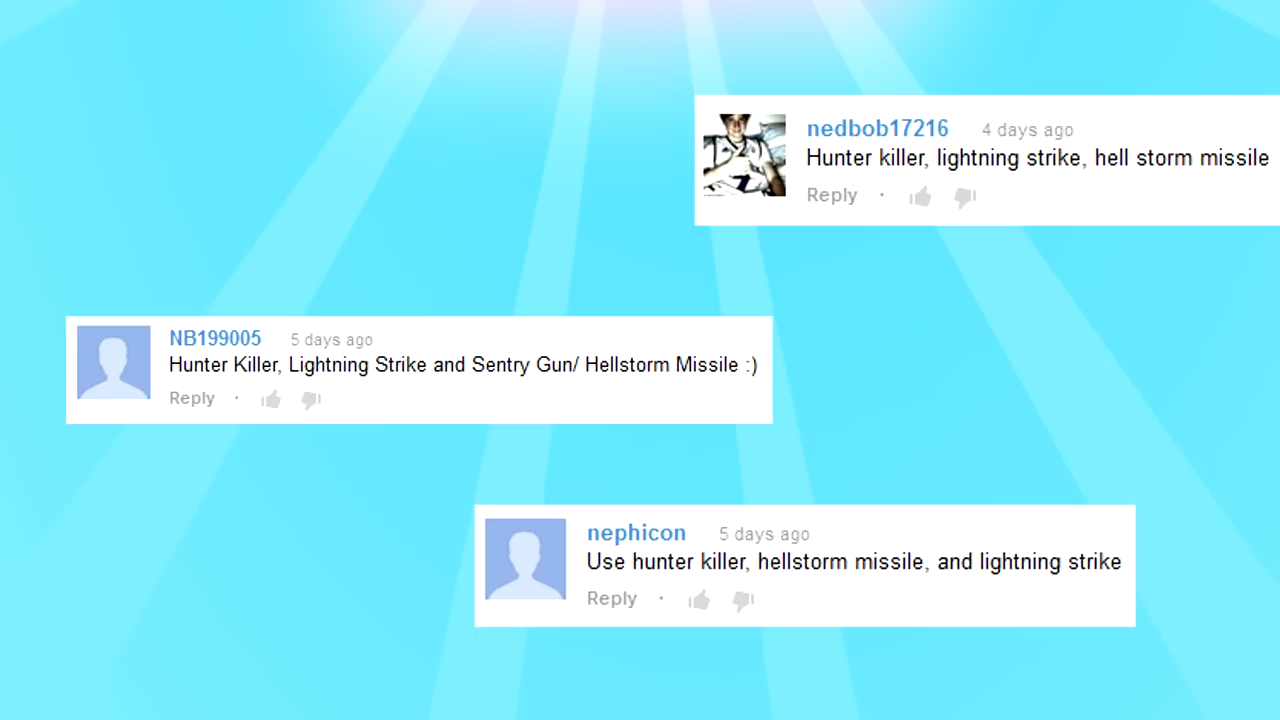 nedbob17216 4 days ago
Hunter killer, lightning strike, hell storm missile
Reply ·
NB199005 5 days ago
Hunter Killer, Lightning Strike and Sentry Gun/ Hellstorm Missile :)
Reply ·
nephicon 5 days ago
Use hunter killer, hellstorm missile, and lightning strike
Reply ·